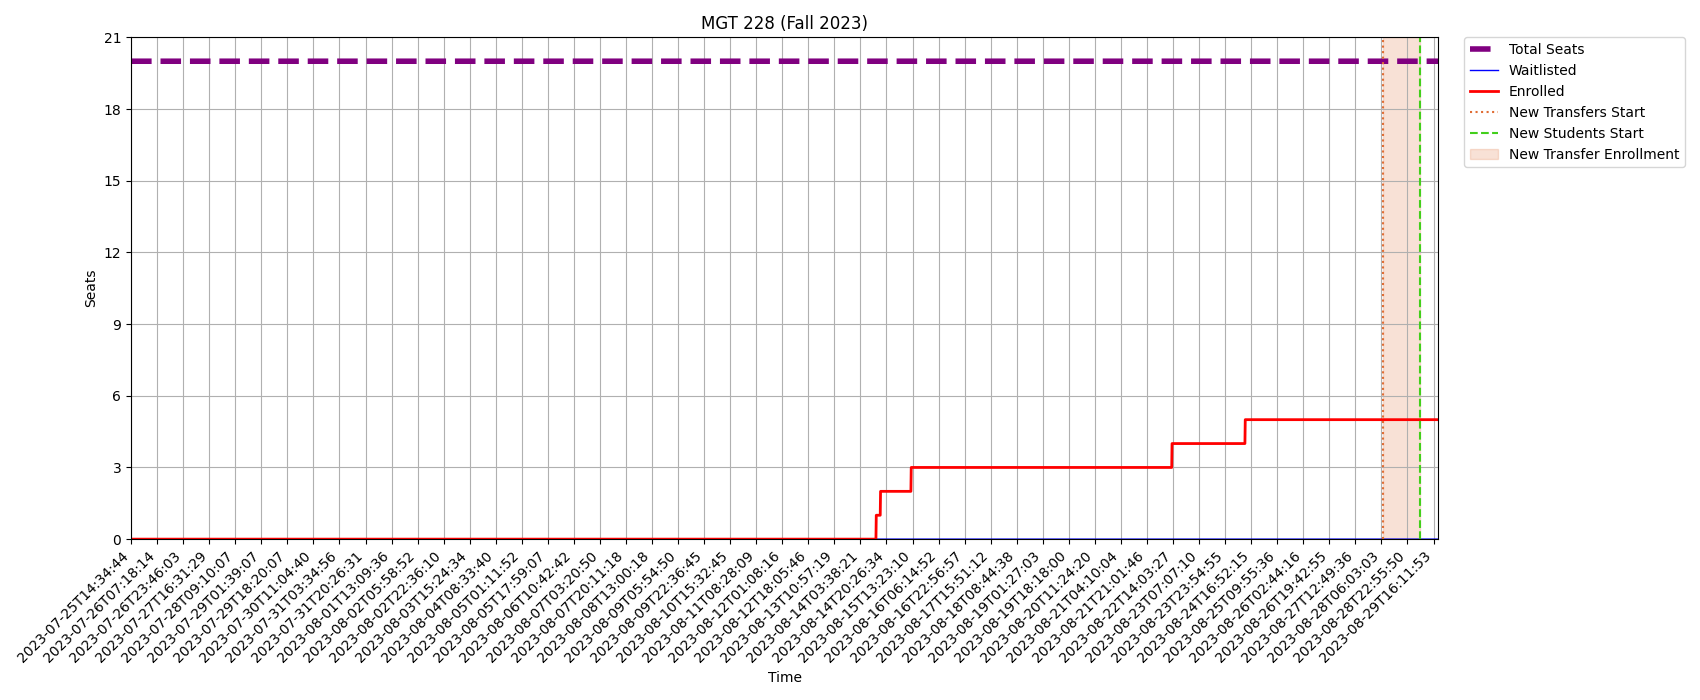 MGT 228 (Fall 2023)
21
18
15
12
9
6
3
0
Seats
Total Seats
Waitlisted
Enrolled
New Transfers Start
New Students Start
New Transfer Enrollment
2023-07-25T14:34:44
2023-07-26T07:18:14
2023-07-26T23:46:03
2023-07-27T16:31:29
2023-07-28T09:10:07
2023-07-29T01:39:07
2023-07-29T18:20:07
2023-07-30T11:04:40
2023-07-31T03:34:56
2023-07-31T20:26:31
2023-08-01T13:09:36
2023-08-02T05:58:52
2023-08-02T22:36:10
2023-08-03T15:24:34
2023-08-04T08:33:40
2023-08-05T01:11:52
2023-08-05T17:59:07
2023-08-06T10:42:42
2023-08-07T03:20:50
2023-08-07T20:11:18
2023-08-08T13:00:18
2023-08-09T05:54:50
2023-08-09T22:36:45
2023-08-10T15:32:45
2023-08-11T08:28:09
2023-08-12T01:08:16
2023-08-12T18:05:46
2023-08-13T10:57:19
2023-08-14T03:38:21
2023-08-14T20:26:34
2023-08-15T13:23:10
2023-08-16T06:14:52
2023-08-16T22:56:57
2023-08-17T15:51:12
2023-08-18T08:44:38
2023-08-19T01:27:03
2023-08-19T18:18:00
2023-08-20T11:24:20
2023-08-21T04:10:04
2023-08-21T21:01:46
2023-08-22T14:03:27
2023-08-23T07:07:10
2023-08-23T23:54:55
2023-08-24T16:52:15
2023-08-25T09:55:36
2023-08-26T02:44:16
2023-08-26T19:42:55
2023-08-27T12:49:36
2023-08-28T06:03:03
2023-08-28T22:55:50
2023-08-29T16:11:53
Time